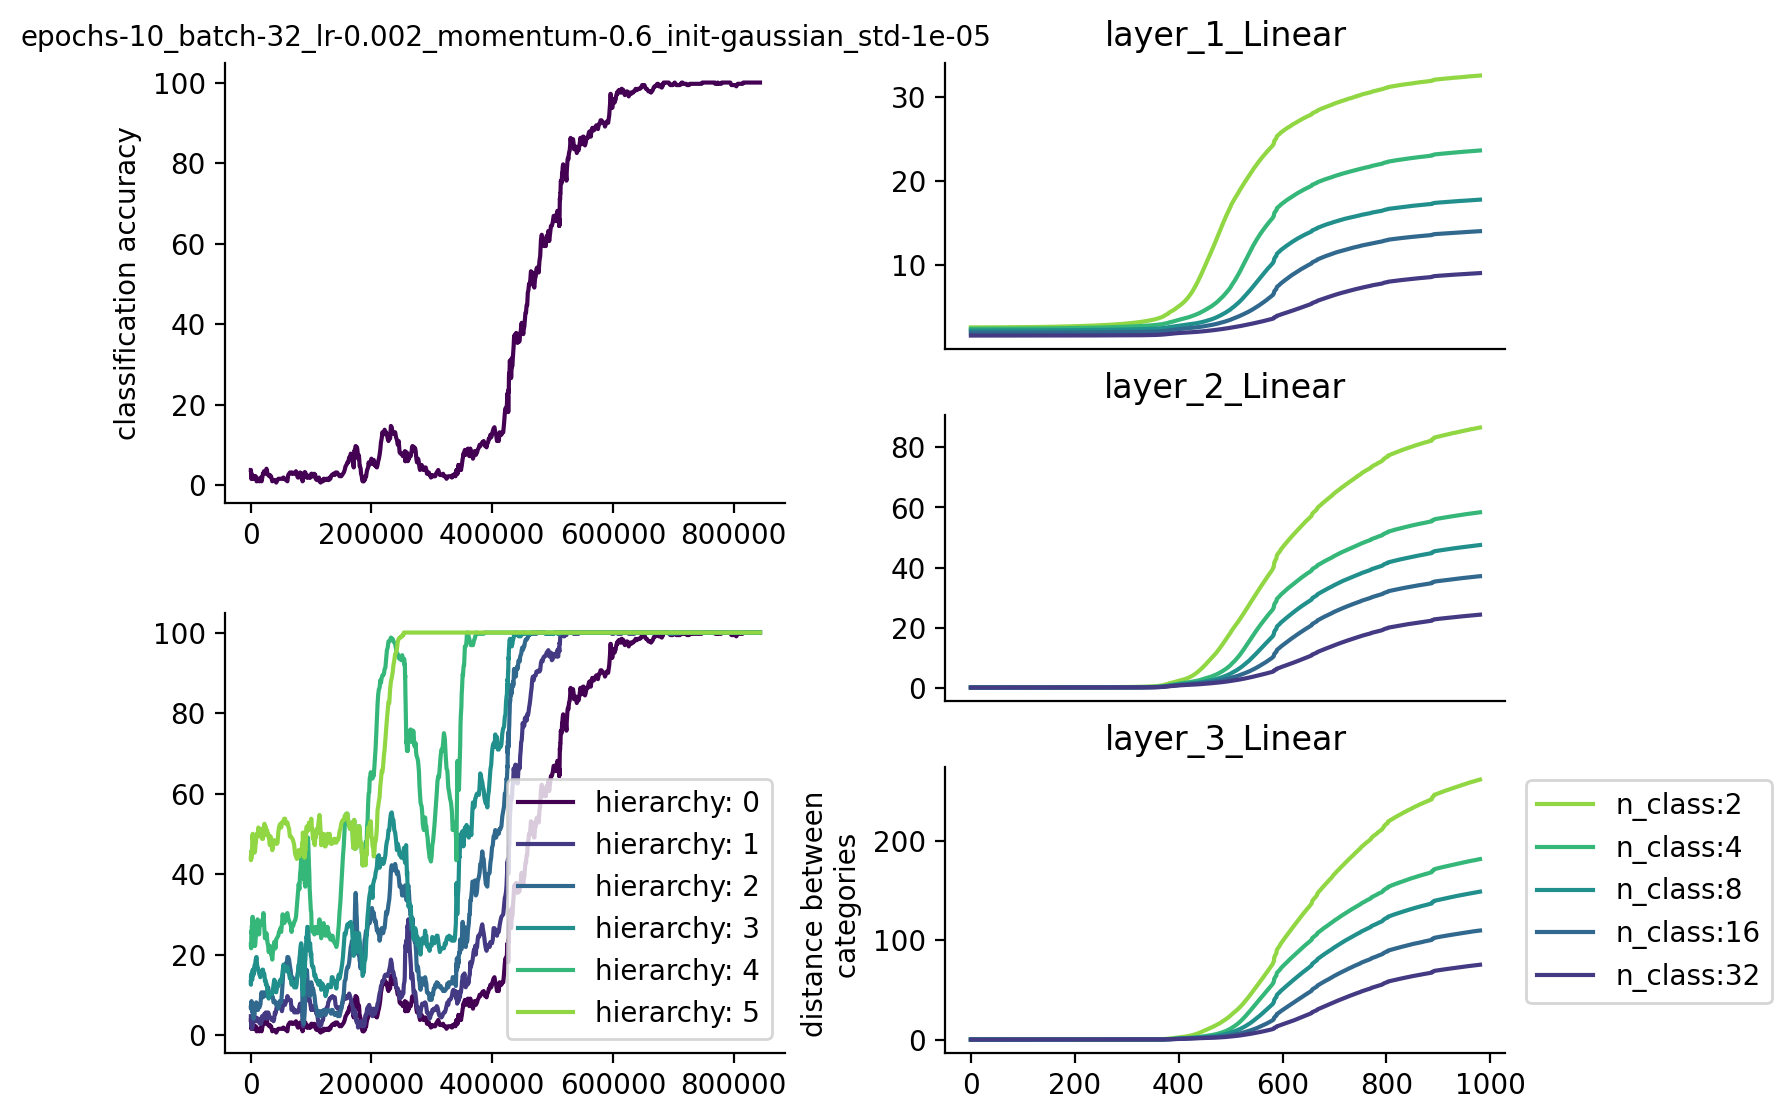 epochs-10_batch-32_lr-0.002_momentum-0.6_init-gaussian_std-1e-05
classification accuracy
100
80
60
40
20
0
0 200000 400000 600000 800000
100
80
60
40
20
0
0 200000 400000 600000 800000
hierarchy: 0
hierarchy: 1
hierarchy: 2
hierarchy: 3
hierarchy: 4
hierarchy: 5
layer_1_Linear
30
20
10
layer_2_Linear
80
60
40
20
0
layer_3_Linear
distance between
categories
200
100
0
0 200 400 600 800 1000
n_class:2
n_class:4
n_class:8
n_class:16
n_class:32